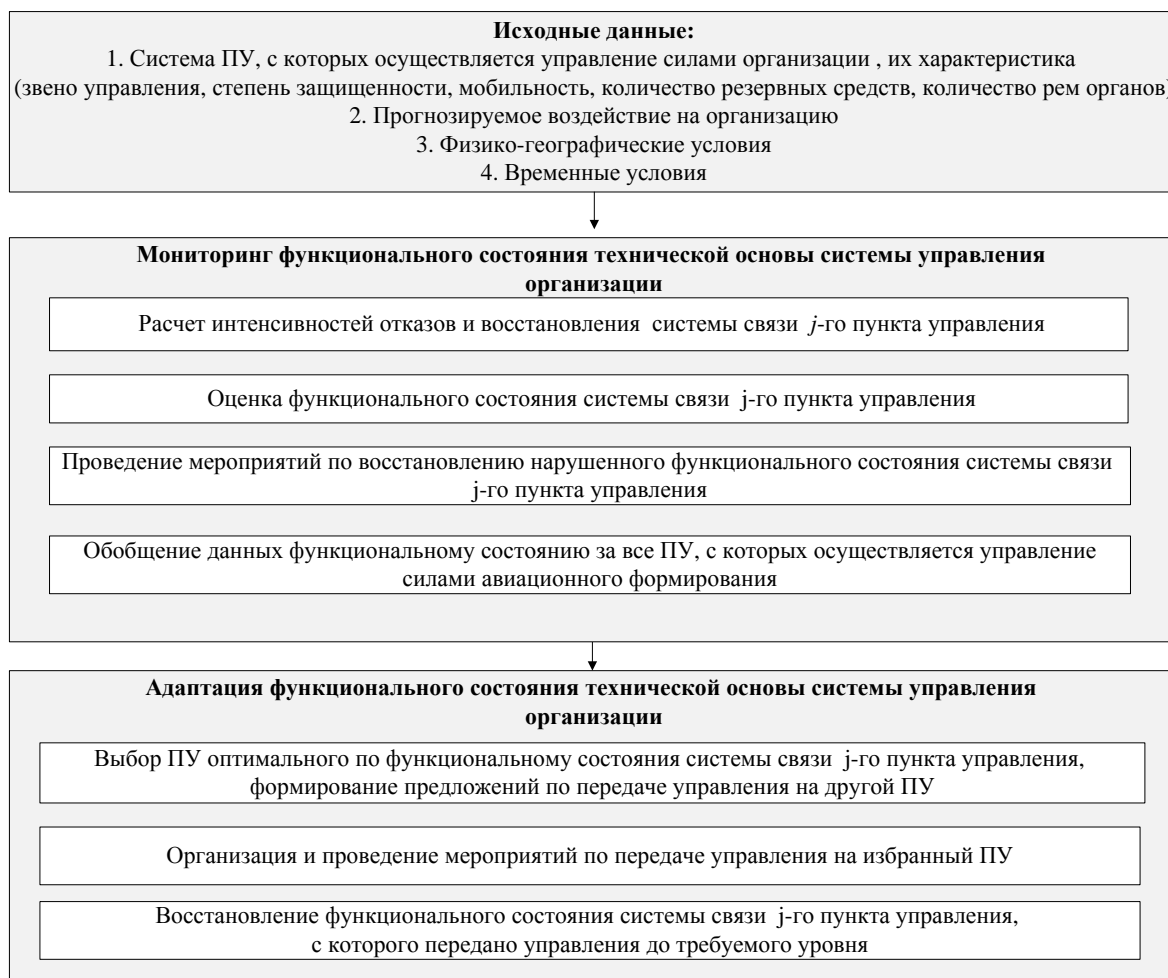 Исходные данные:
1. Система ПУ, с которых осуществляется управление силами организации , их характеристика
(звено управления, степень защищенности, мобильность, количество резервных средств, количество рем органов)
2. Прогнозируемое воздействие на организацию
3. Физико-географические условия
4. Временные условия
Мониторинг функционального состояния технической основы системы управления
организации
Расчет интенсивностей отказов и восстановления системы связи j-го пункта управления
Оценка функционального состояния системы связи j-го пункта управления
Проведение мероприятий по восстановлению нарушенного функционального состояния системы связи
j-го пункта управления
Обобщение данных функциональному состоянию за все ПУ, с которых осуществляется управление
силами авиационного формирования
Адаптация функционального состояния технической основы системы управления
организации
Выбор ПУ оптимального по функциональному состояния системы связи j-го пункта управления,
формирование предложений по передаче управления на другой ПУ
Организация и проведение мероприятий по передаче управления на избранный ПУ
Восстановление функционального состояния системы связи j-го пункта управления,
с которого передано управления до требуемого уровня